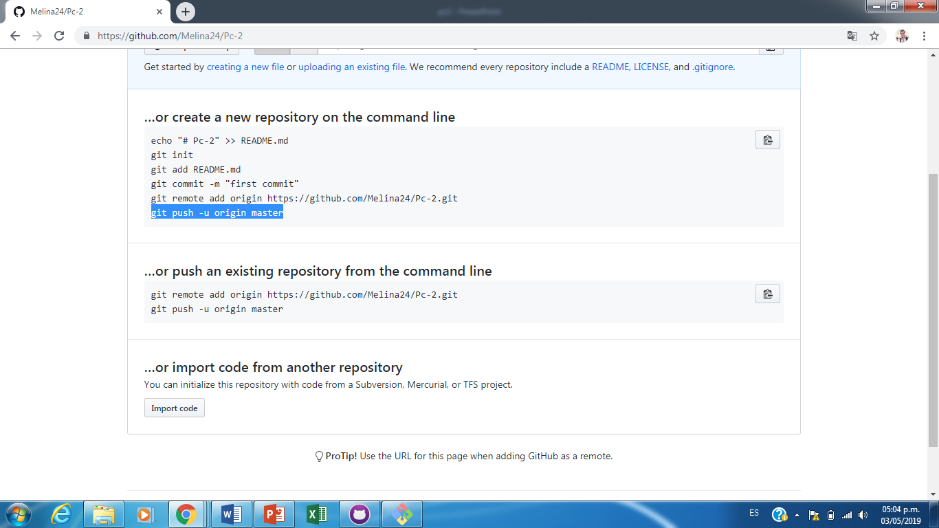 Melina24/Pc-2
https://github.com/Melina24/Pc-2
Get started by creating a new file or uploading an existing file. We recommend every repository include a README, LICENSE, and .gitignore.
…or create a new repository on the command line
echo "# Pc-2" >> README.md
git init
git add README.md
git commit -m "first commit"
git remote add origin https://github.com/Melina24/Pc-2.git
git push -u origin master
…or push an existing repository from the command line
git remote add origin https://github.com/Melina24/Pc-2.git
git push -u origin master
…or import code from another repository
You can initialize this repository with code from a Subversion, Mercurial, or TFS project.
Import code
ProTip! Use the URL for this page when adding GitHub as a remote.
ES
05:04 p.m.
03/05/2019